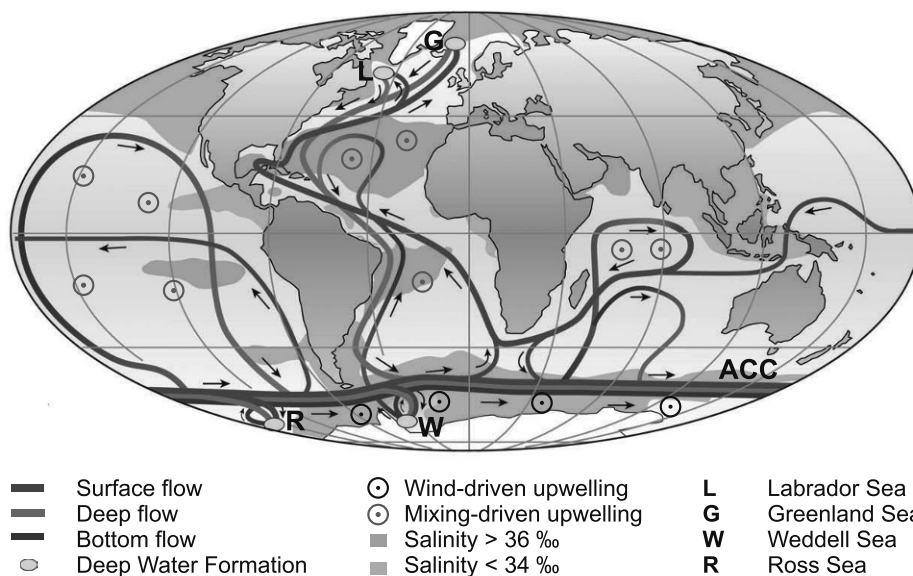 G
L
ACC
R
W
Surface flow
Deep flow
Bottom flow
Deep Water Formation
Wind-driven upwelling
Mixing-driven upwelling
Salinity > 36 ‰
Salinity < 34 ‰
L Labrador Sea
G Greenland Sea
W Weddell Sea
R Ross Sea